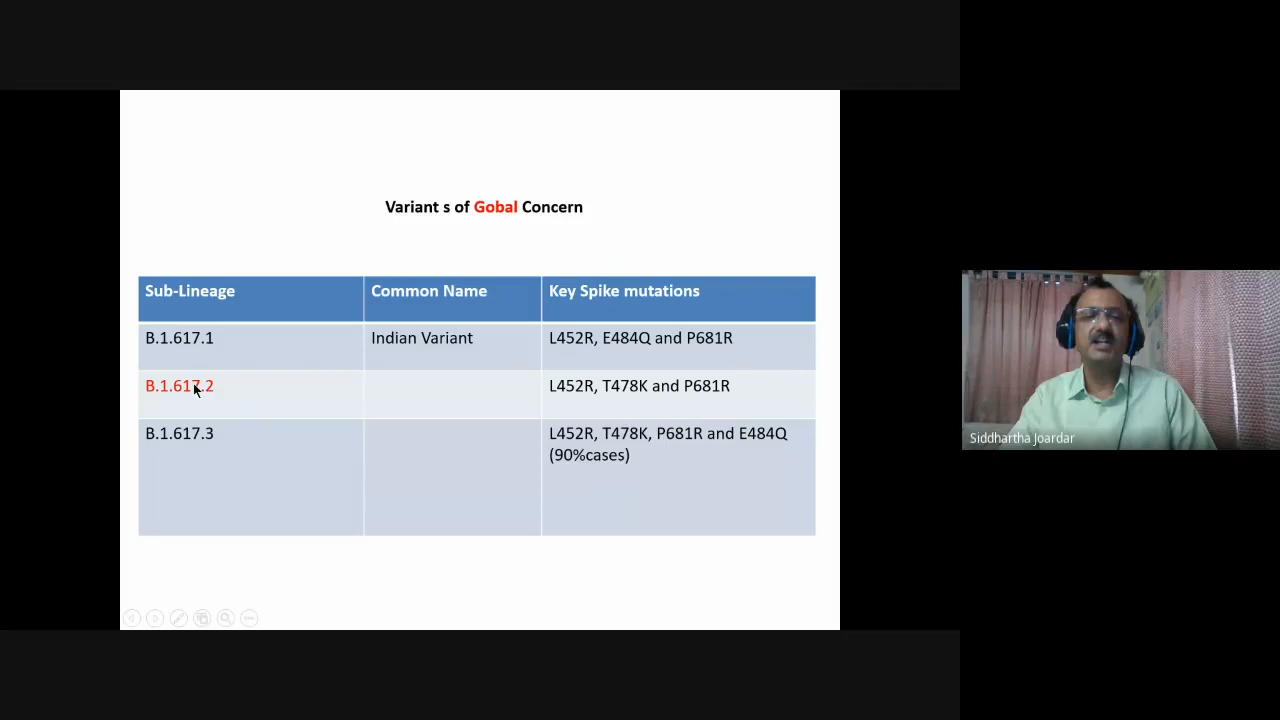 Variant s of Gobal Concern
Sub-Lineage Common Name Key Spike mutations
B.1.617.1 Indian Variant L452R, E484Q and P681R
B.1.617.2 L452R, T478K and P681R
B.1.617.3 L452R, T478K, P681R and E484Q
(90%cases)
Siddhartha Joardar